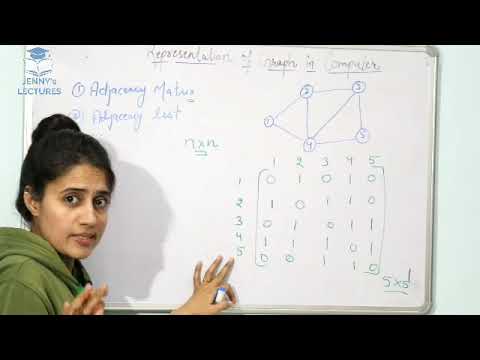 JENNY's
LECTURES
Representation of Graph in Computer
① Adjacency Matrix
② Adjacency List
n×n
1
2
3
4
5
1 2 3 4 5
1 0 1 0 1 0
2 1 0 1 1 0
3 0 1 0 1 1
4 1 1 1 0 1
5 0 0 1 1 0
5×5